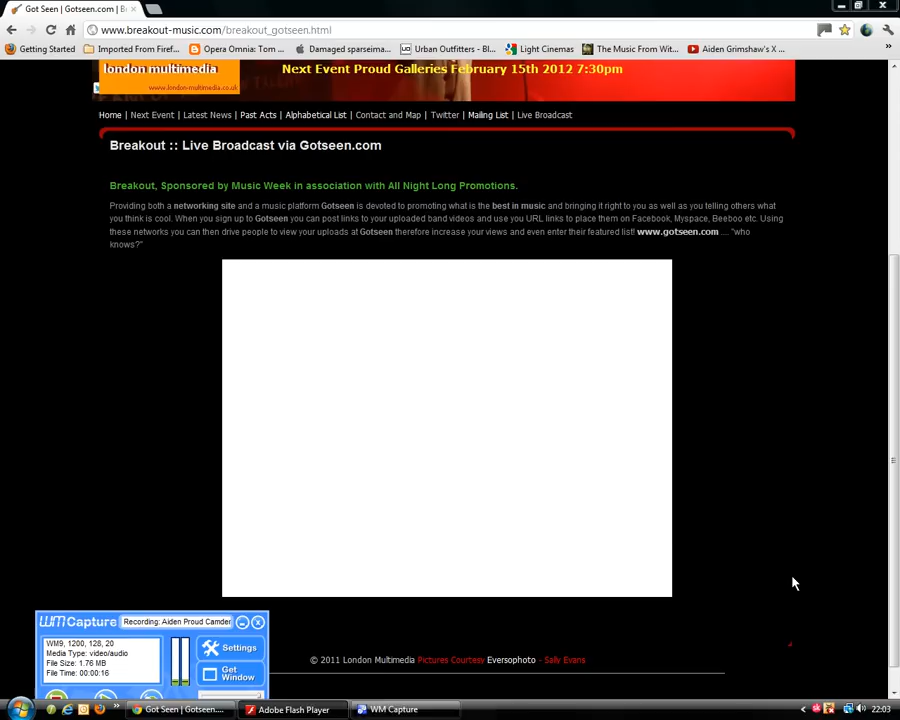 Got Seen | Gotseen.com | Br
www.breakout-music.com/breakout_gotseen.html
Getting Started Imported From Firef... Opera Omnia: Tom ... Damaged sparseima... Urban Outfitters - Bl... Light Cinemas The Music From Wit... Aiden Grimshaw's X ... »
london multimedia
www.london-multimedia.co.uk
Next Event Proud Galleries February 15th 2012 7:30pm
Home | Next Event | Latest News | Past Acts | Alphabetical List | Contact and Map | Twitter | Mailing List | Live Broadcast
Breakout :: Live Broadcast via Gotseen.com
Breakout, Sponsored by Music Week in association with All Night Long Promotions.
Providing both a networking site and a music platform Gotseen is devoted to promoting what is the best in music and bringing it right to you as well as you telling others what
you think is cool. When you sign up to Gotseen you can post links to your uploaded band videos and use you URL links to place them on Facebook, Myspace, Beeboo etc. Using
these networks you can then drive people to view your uploads at Gotseen therefore increase your views and even enter their featured list! www.gotseen.com .... "who
knows?"
WM Capture Recording: Aiden Proud Camden
WM9, 1200, 128, 20
Media Type: video/audio
File Size: 1.76 MB
File Time: 00:00:16
Settings
Get
Window
© 2011 London Multimedia Pictures Courtesy Eversophoto - Sally Evans
» Got Seen | Gotseen.... Adobe Flash Player WM Capture < 22:03